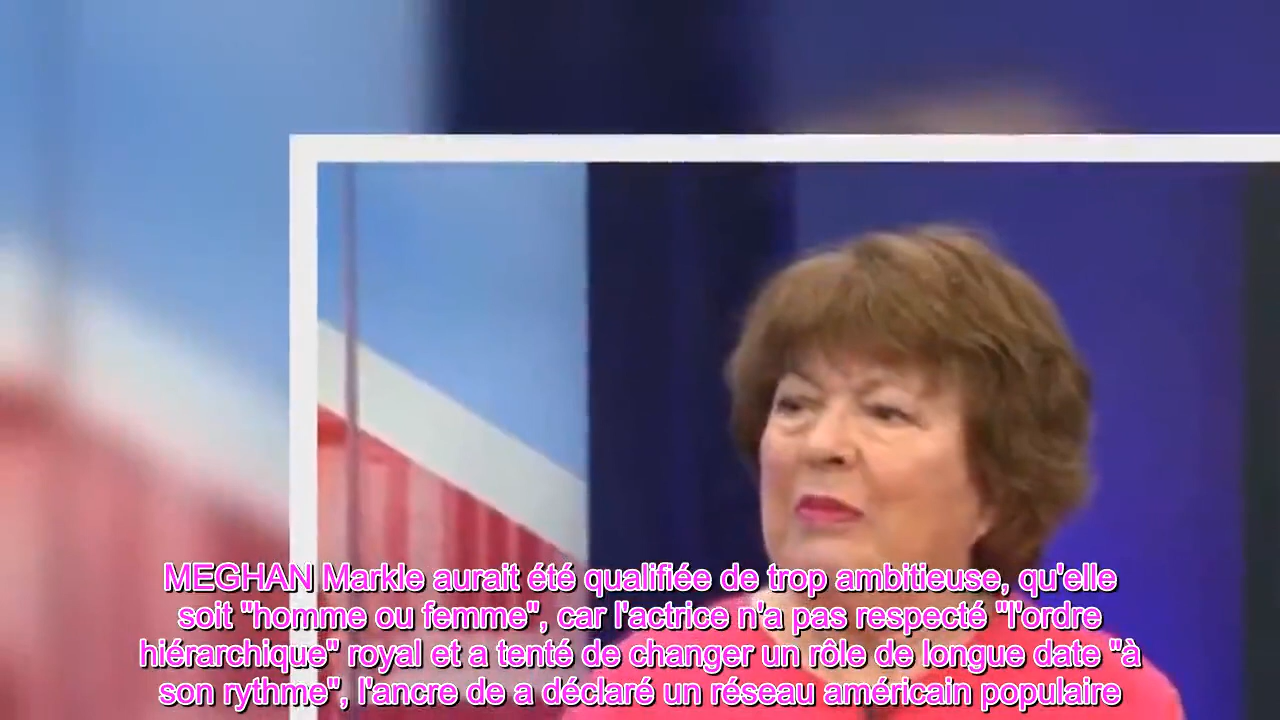 MEGHAN Markle aurait été qualifiée de trop ambitieuse, qu'elle
soit "homme ou femme", car l'actrice n'a pas respecté "l'ordre
hiérarchique" royal et a tenté de changer un rôle de longue date "à
son rythme", l'ancre de a déclaré un réseau américain populaire